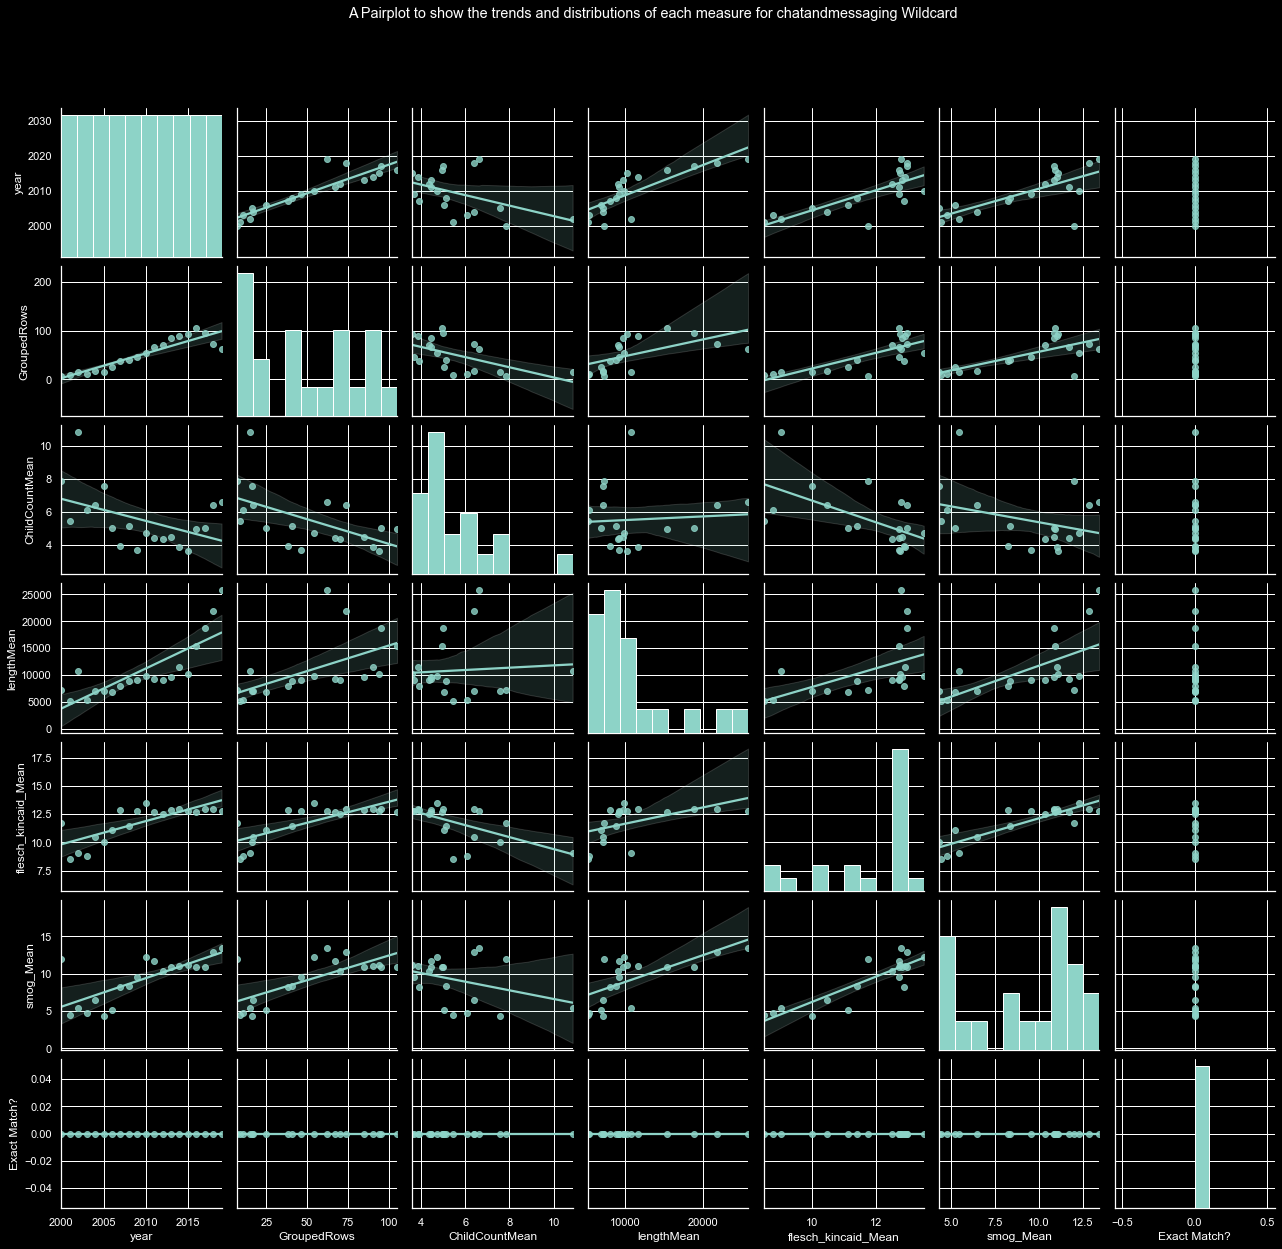 A Pairplot to show the trends and distributions of each measure for chatandmessaging Wildcard
2030
2020
2010
2000
year
200
100
0
GroupedRows
10
8
6
4
ChildCountMean
25000
20000
15000
10000
5000
0
lengthMean
17.5
15.0
12.5
10.0
7.5
flesch_kincaid_Mean
15
10
5
0
smog_Mean
0.04
0.02
0.00
−0.02
−0.04
Exact Match?
2000 2005 2010 2015
year
25 50 75 100
GroupedRows
4 6 8 10
ChildCountMean
10000 20000
lengthMean
10 12
flesch_kincaid_Mean
5.0 7.5 10.0 12.5
smog_Mean
−0.5 0.0 0.5
Exact Match?